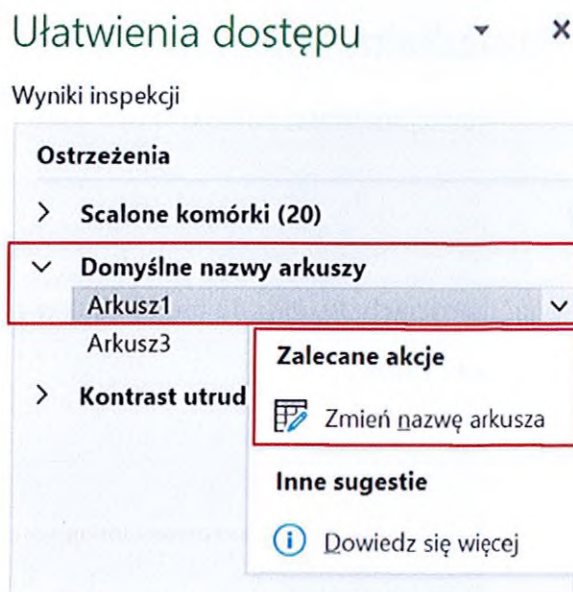 Ułatwienia dostępu
Wyniki inspekcji
Ostrzeżenia
Scalone komórki (20)
Domyślne nazwy arkuszy
Arkusz1
Arkusz3
Kontrast utrud
Zalecane akcje
Zmień nazwę arkusza
Inne sugestie
Dowiedz się więcej